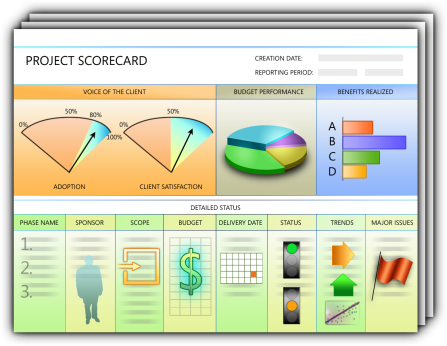 PROJECT SCORECARD
CREATION DATE:
REPORTING PERIOD:
VOICE OF THE CLIENT
BUDGET PERFORMANCE
BENEFITS REALIZED
0%
50%
80%
100%
ADOPTION
0%
50%
CLIENT SATISFACTION
A
B
C
D
DETAILED STATUS
PHASE NAME SPONSOR SCOPE BUDGET DELIVERY DATE STATUS TRENDS MAJOR ISSUES
1.
2.
3.
$